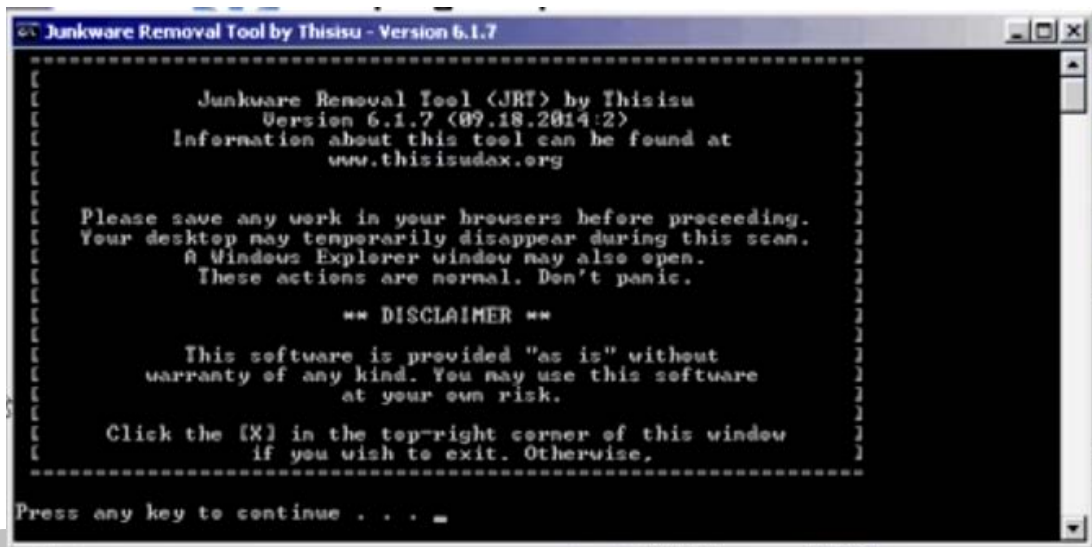 Junkware Removal Tool by Thisisu - Version 6.1.7
Junkware Removal Tool (JRT) by Thisisu
Version 6.1.7 (09.18.2014:2)
Information about this tool can be found at
www.thisisudax.org
Please save any work in your browsers before proceeding.
Your desktop may temporarily disappear during this scan.
A Windows Explorer window may also open.
These actions are normal. Don't panic.
** DISCLAIMER **
This software is provided "as is" without
warranty of any kind. You may use this software
at your own risk.
Click the [X] in the top-right corner of this window
if you wish to exit. Otherwise,
Press any key to continue . . . _